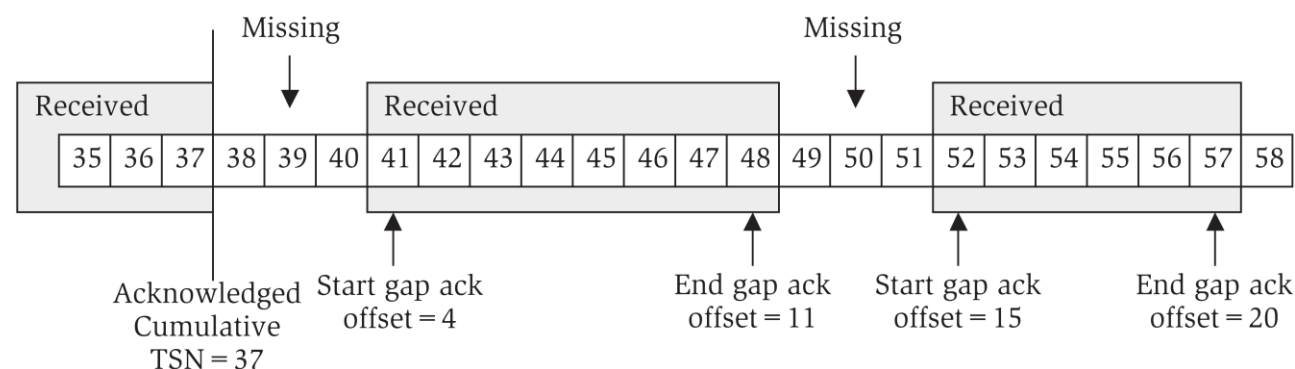 Missing
Missing
Received
Received
Received
35 36 37 38 39 40 41 42 43 44 45 46 47 48 49 50 51 52 53 54 55 56 57 58
Acknowledged
Cumulative
TSN = 37
Start gap ack
offset = 4
End gap ack
offset = 11
Start gap ack
offset = 15
End gap ack
offset = 20